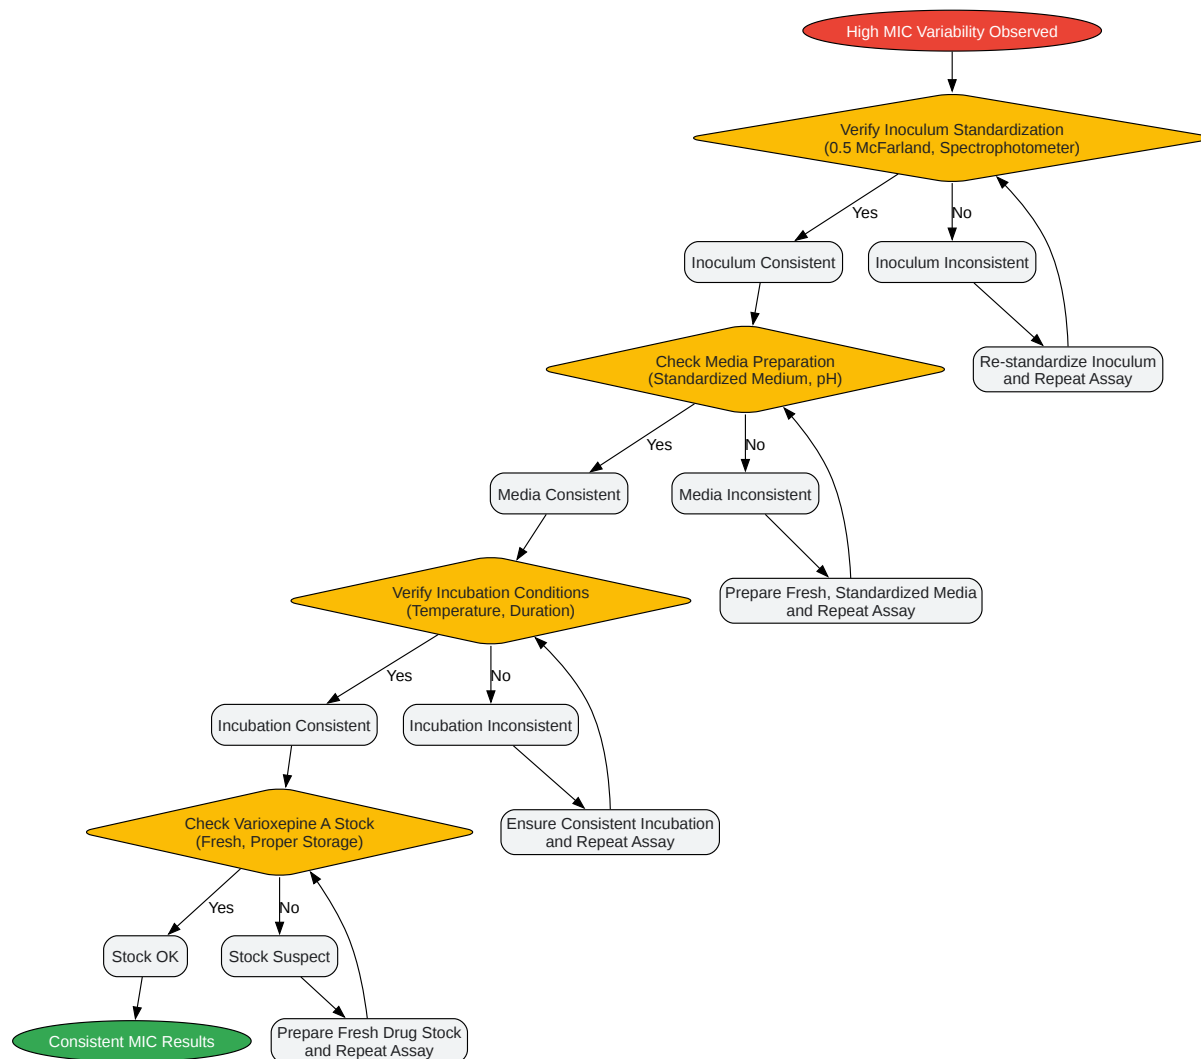 High MIC Variability Observed
Verify Inoculum Standardization
(0.5 McFarland, Spectrophotometer)
Yes
No
Inoculum Consistent
Inoculum Inconsistent
Re-standardize Inoculum
and Repeat Assay
Check Media Preparation
(Standardized Medium, pH)
Yes
No
Media Consistent
Media Inconsistent
Prepare Fresh, Standardized Media
and Repeat Assay
Verify Incubation Conditions
(Temperature, Duration)
Yes
No
Incubation Consistent
Incubation Inconsistent
Ensure Consistent Incubation
and Repeat Assay
Check Varioxepine A Stock
(Fresh, Proper Storage)
Yes
No
Stock OK
Stock Suspect
Prepare Fresh Drug Stock
and Repeat Assay
Consistent MIC Results